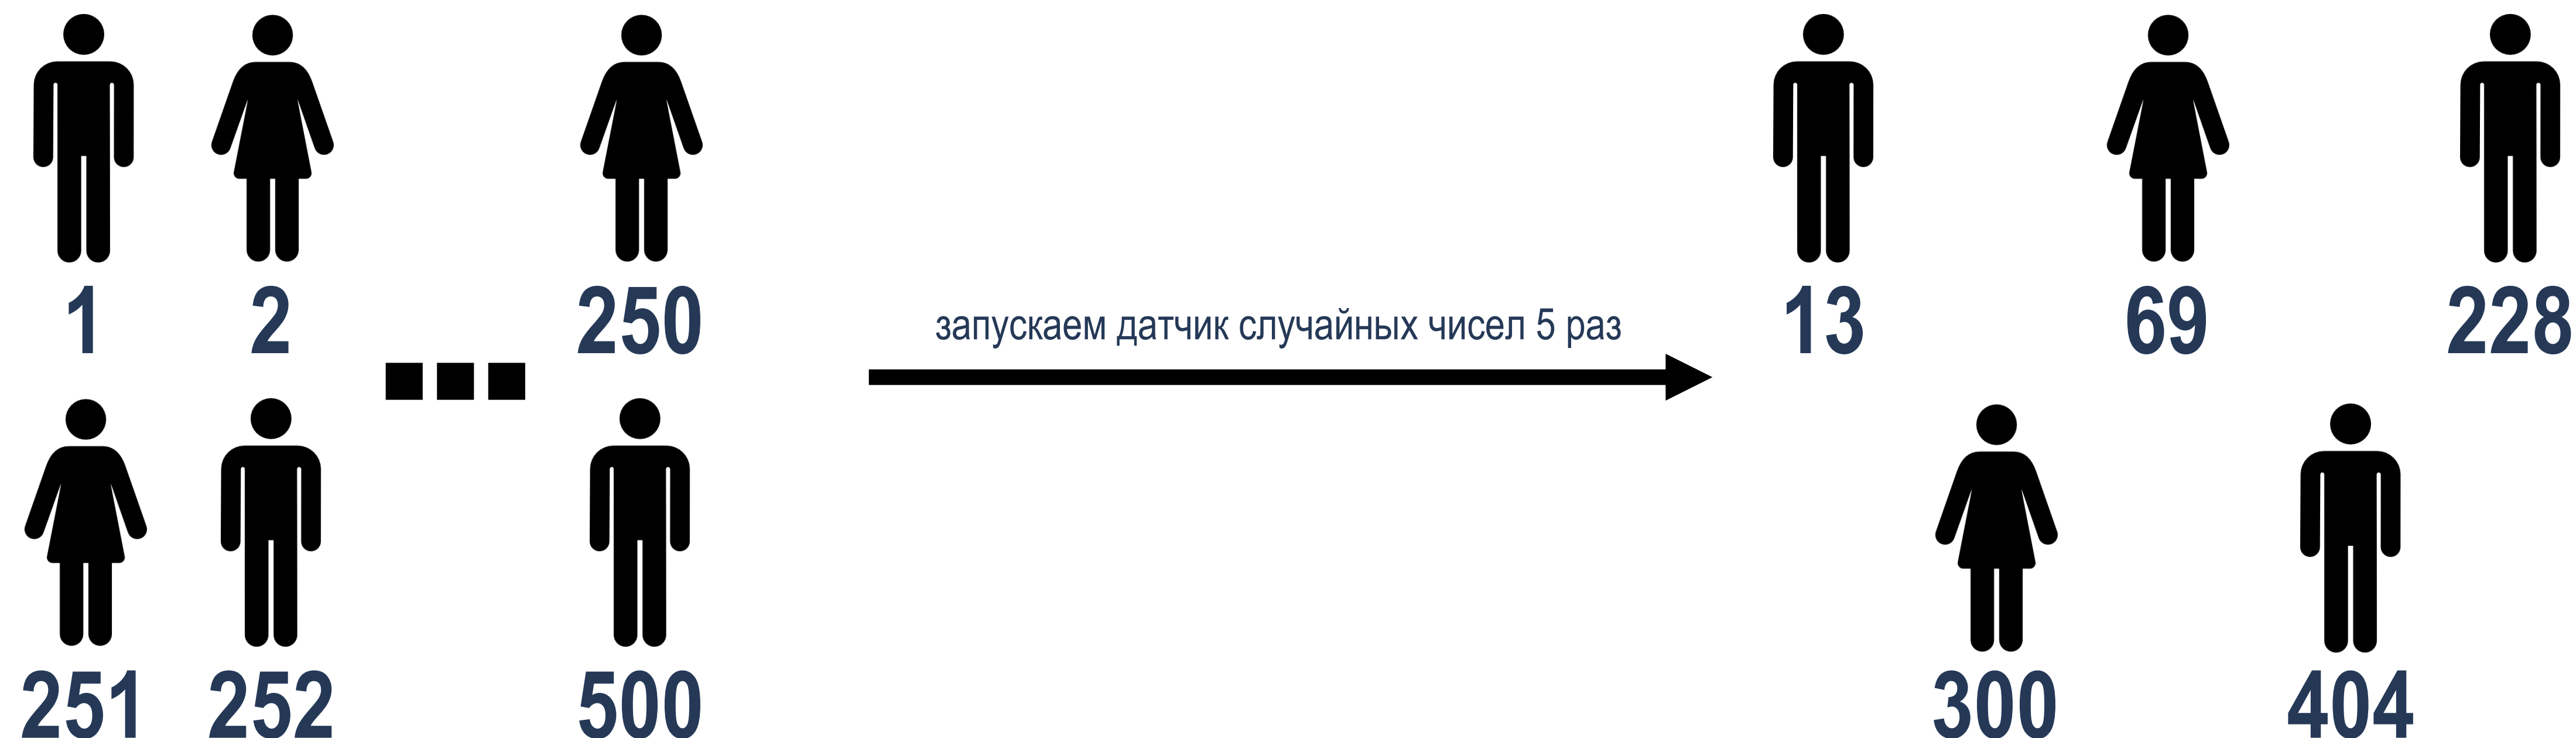 1 2 250
запускаем датчик случайных чисел 5 раз
13 69 228
251 252 500
300 404